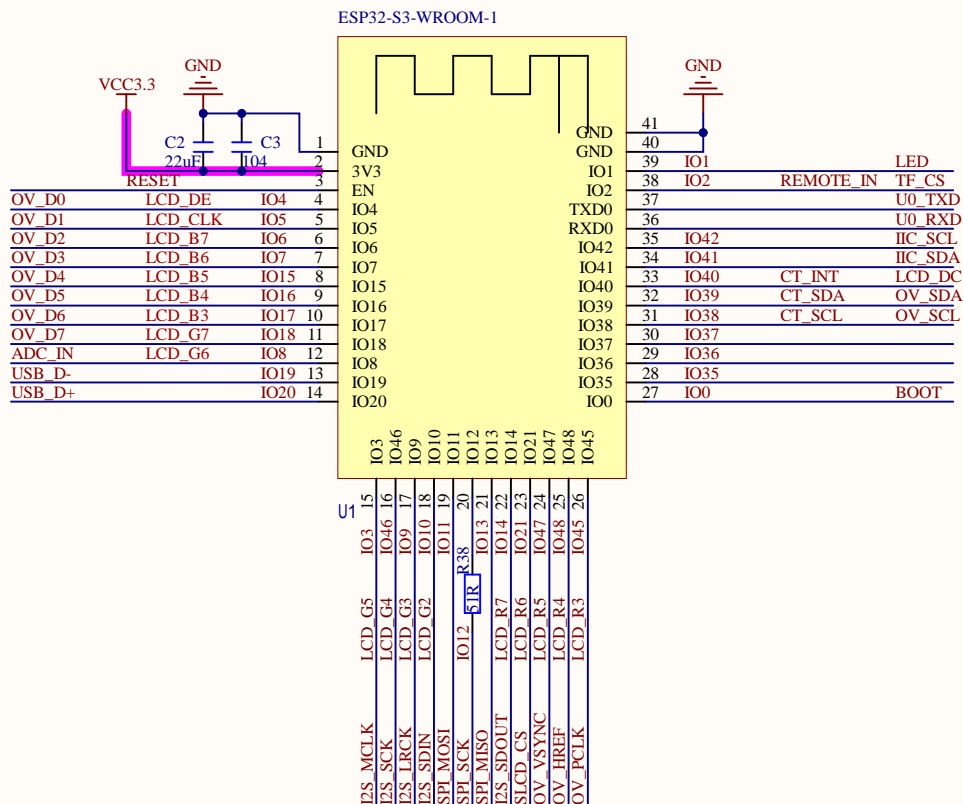 ESP32-S3-WROOM-1
GND
VCC3.3
C2
22uF
C3
104
GND
1 GND
2 3V3
RESET 3 EN
OV_D0 LCD_DE IO4 4 IO4
OV_D1 LCD_CLK IO5 5 IO5
OV_D2 LCD_B7 IO6 6 IO6
OV_D3 LCD_B6 IO7 7 IO7
OV_D4 LCD_B5 IO15 8 IO15
OV_D5 LCD_B4 IO16 9 IO16
OV_D6 LCD_B3 IO17 10 IO17
OV_D7 LCD_G7 IO18 11 IO18
ADC_IN LCD_G6 IO8 12 IO8
USB_D- IO19 13 IO19
USB_D+ IO20 14 IO20
GND 41
GND 40
IO1 39 IO1 LED
IO2 38 IO2 REMOTE_IN TF_CS
TXD0 37 U0_TXD
RXD0 36 U0_RXD
IO42 35 IO42 IIC_SCL
IO41 34 IO41 IIC_SDA
IO40 33 IO40 CT_INT LCD_DC
IO39 32 IO39 CT_SDA OV_SDA
IO38 31 IO38 CT_SCL OV_SCL
IO37 30 IO37
IO36 29 IO36
IO35 28 IO35
IO0 27 IO0 BOOT
U1
IO3 15 IO3 LCD_G5 I2S_MCLK
IO46 16 IO46 LCD_G4 I2S_SCK
IO9 17 IO9 LCD_G3 I2S_LRCK
IO10 18 IO10 LCD_G2 I2S_SDIN
IO11 19 IO11 SPI_MOSI
IO12 20 R38 51R IO12 SPI_SCK
IO13 21 IO13 SPI_MISO
IO14 22 IO14 LCD_R7 I2S_SDOUT
IO21 23 IO21 LCD_R6 SLCD_CS
IO47 24 IO47 LCD_R5 OV_VSYNC
IO48 25 IO48 LCD_R4 OV_HREF
IO45 26 IO45 LCD_R3 OV_PCLK